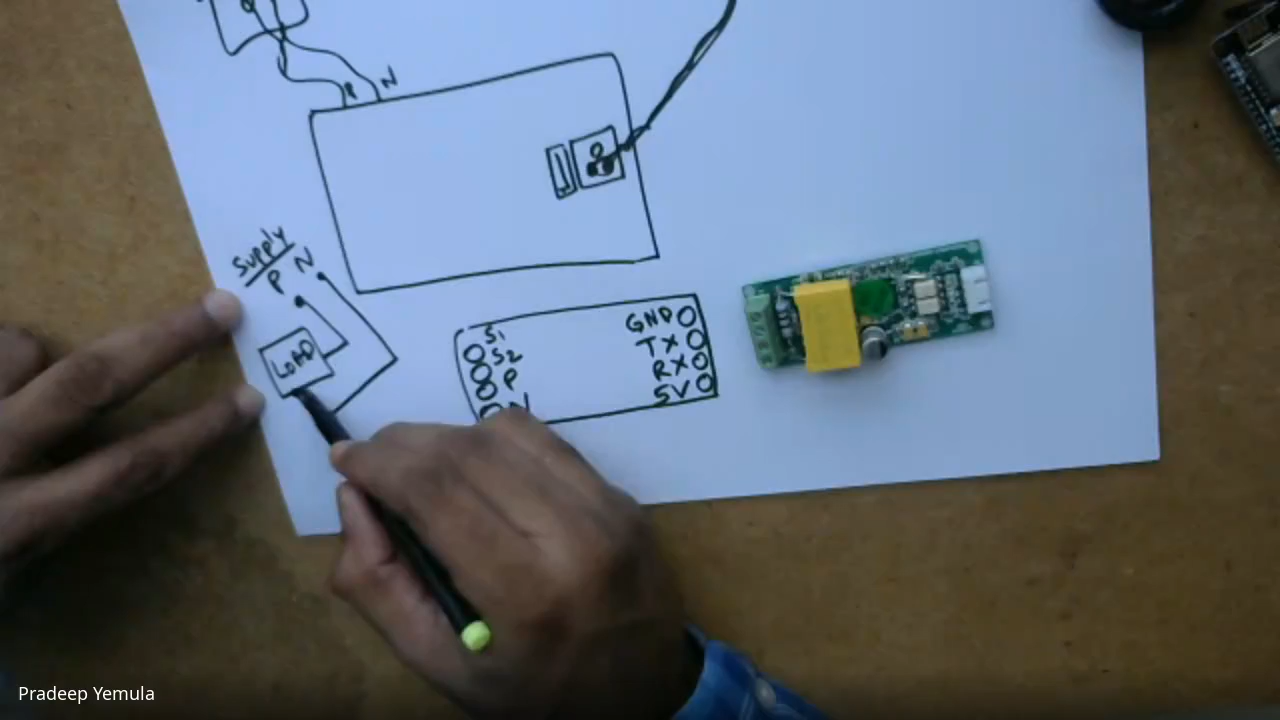 P N
Supply
P N
LOAD
S1
S2
P
N
GND
TX
RX
5V
Pradeep Yemula